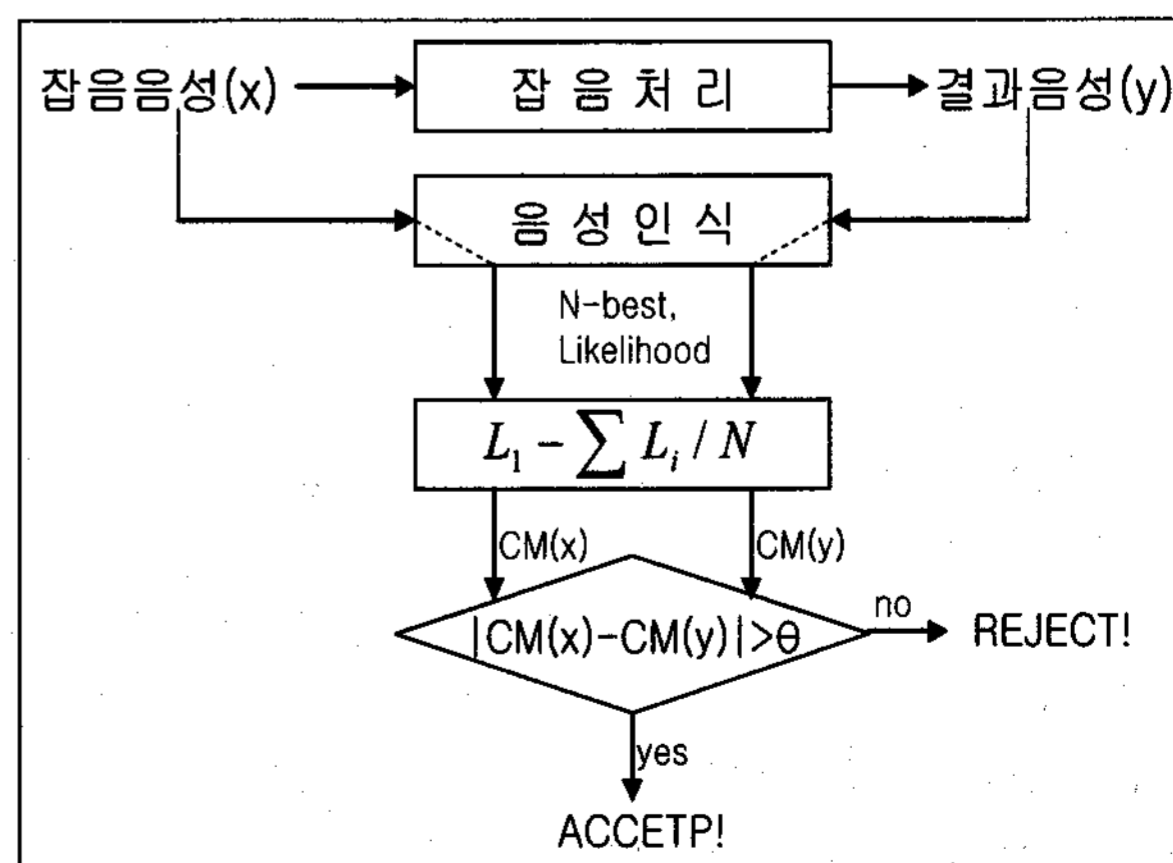 잡음음성(x)
잡 음 처 리
결과음성(y)
음 성 인 식
N-best,
Likelihood
L₁ − ∑ Lᵢ / N
CM(x)
CM(y)
|CM(x)-CM(y)|>θ
no
REJECT!
yes
ACCETP!